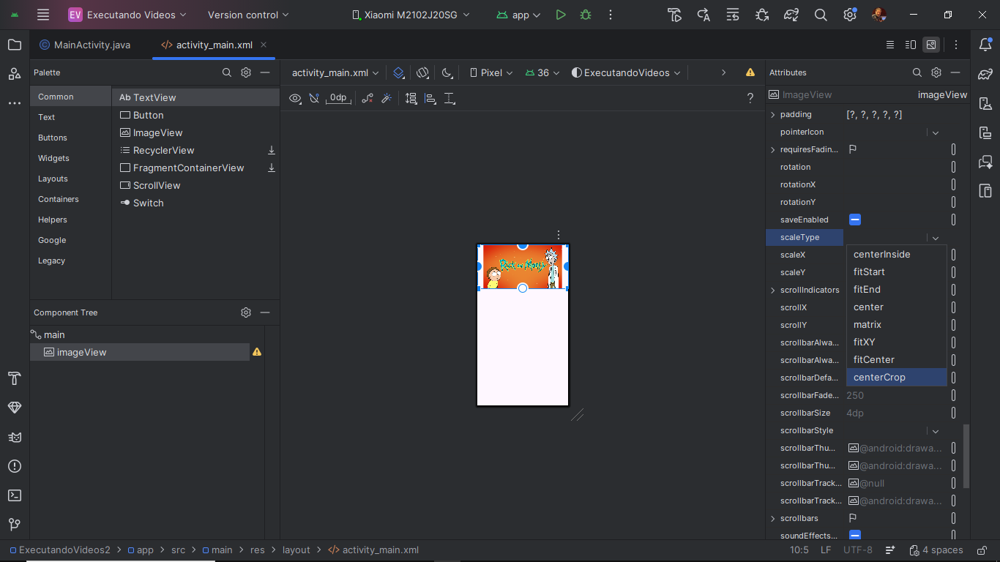 EV Executando Videos Version control Xiaomi M2102J20SG app
MainActivity.java activity_main.xml
Palette
activity_main.xml Pixel 36 ExecutandoVideos
Attributes
Common
Text
Buttons
Widgets
Layouts
Containers
Helpers
Google
Legacy
Ab TextView
Button
ImageView
RecyclerView
FragmentContainerView
ScrollView
Switch
0dp
?
Component Tree
main
imageView
ImageView imageView
padding [?, ?, ?, ?, ?]
pointerIcon
requiresFadin...
rotation
rotationX
rotationY
saveEnabled
scaleType
scaleX
scaleY
scrollIndicators
scrollX
scrollY
scrollbarAlwa...
scrollbarAlwa...
scrollbarDefa...
centerInside
fitStart
fitEnd
center
matrix
fitXY
fitCenter
centerCrop
scrollbarFade... 250
scrollbarSize 4dp
scrollbarStyle
scrollbarThu... @android:drawa...
scrollbarThu... @android:drawa...
scrollbarTrack... @null
scrollbarTrack... @android:drawa...
scrollbars
soundEffects...
ExecutandoVideos2 > app > src > main > res > layout > activity_main.xml
10:5 LF UTF-8 4 spaces